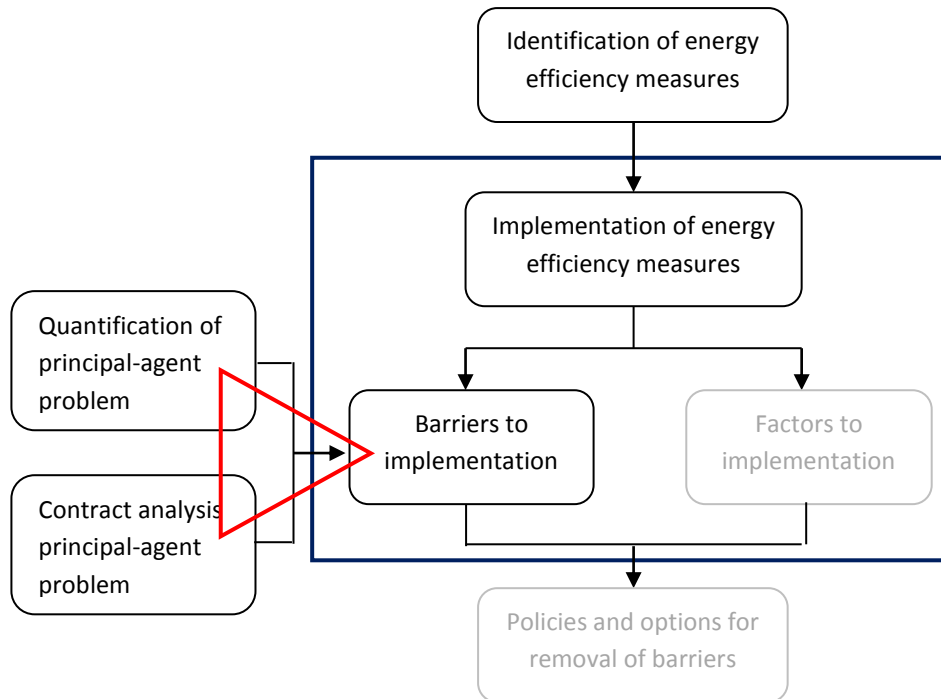 Identification of energy
efficiency measures
Implementation of energy
efficiency measures
Quantification of
principal-agent
problem
Barriers to
implementation
Factors to
implementation
Contract analysis
principal-agent
problem
Policies and options for
removal of barriers